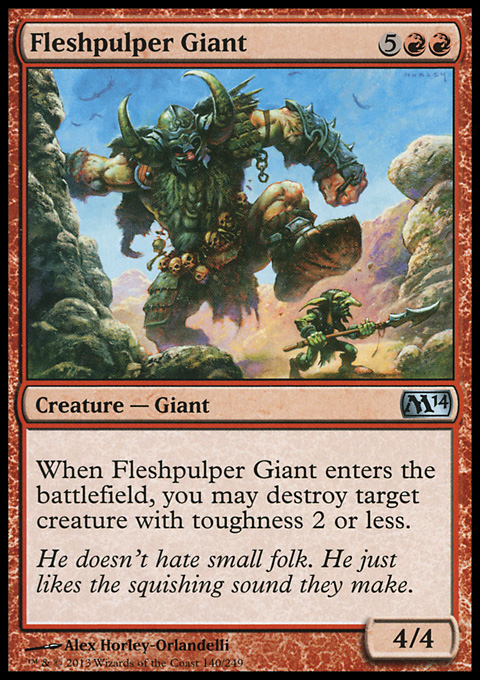 Fleshpulper Giant 5
HORLEY
Creature — Giant M14
When Fleshpulper Giant enters the
battlefield, you may destroy target
creature with toughness 2 or less.
He doesn't hate small folk. He just
likes the squishing sound they make.
4/4
Alex Horley-Orlandelli
™ & © 2013 Wizards of the Coast 140/249